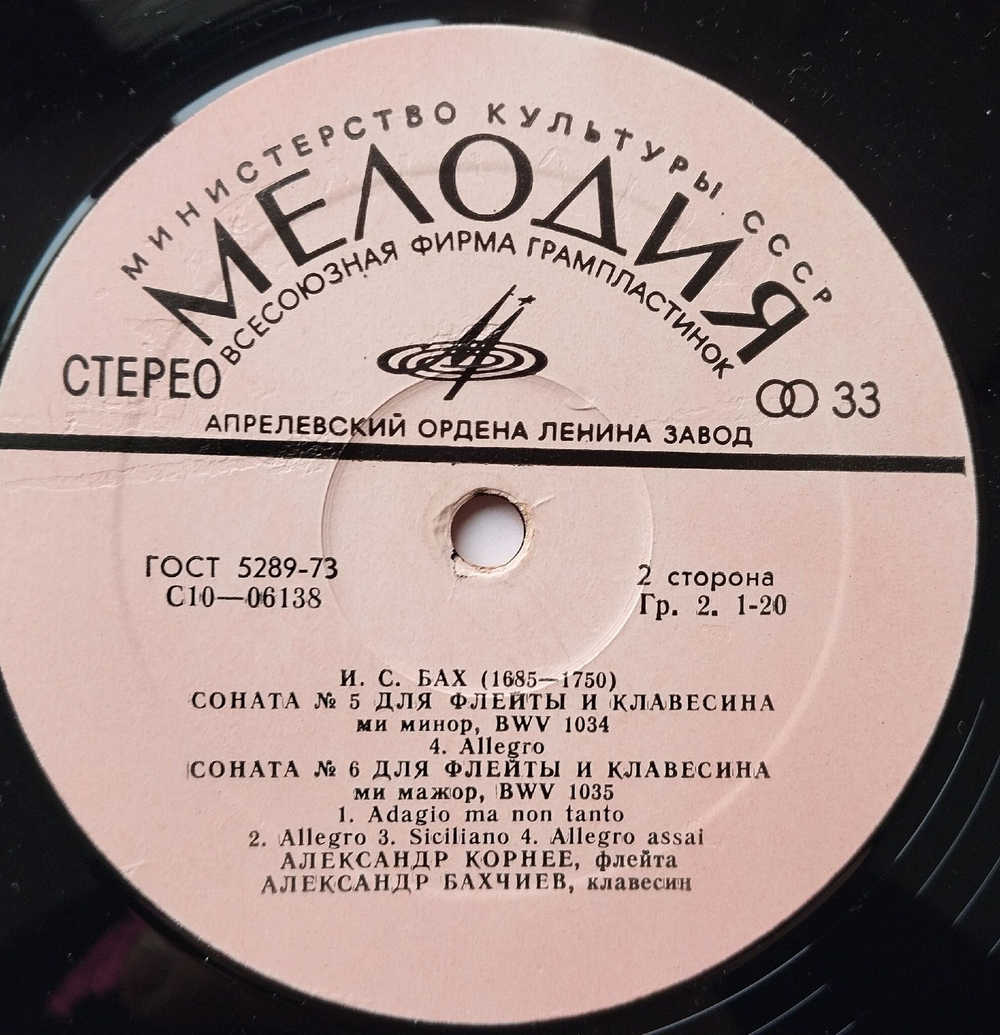 МИНИСТЕРСТВО КУЛЬТУРЫ СССР
МЕЛОДИЯ
ВСЕСОЮЗНАЯ ФИРМА ГРАМПЛАСТИНОК
СТЕРЕО
33
АПРЕЛЕВСКИЙ ОРДЕНА ЛЕНИНА ЗАВОД
ГОСТ 5289-73
С10—06138
2 сторона
Гр. 2. 1-20
И. С. БАХ (1685—1750)
СОНАТА № 5 ДЛЯ ФЛЕЙТЫ И КЛАВЕСИНА
ми минор, BWV 1034
4. Allegro
СОНАТА № 6 ДЛЯ ФЛЕЙТЫ И КЛАВЕСИНА
ми мажор, BWV 1035
1. Adagio ma non tanto
2. Allegro 3. Siciliano 4. Allegro assai
АЛЕКСАНДР КОРНЕЕ, флейта
АЛЕКСАНДР БАХЧИЕВ, клавесин